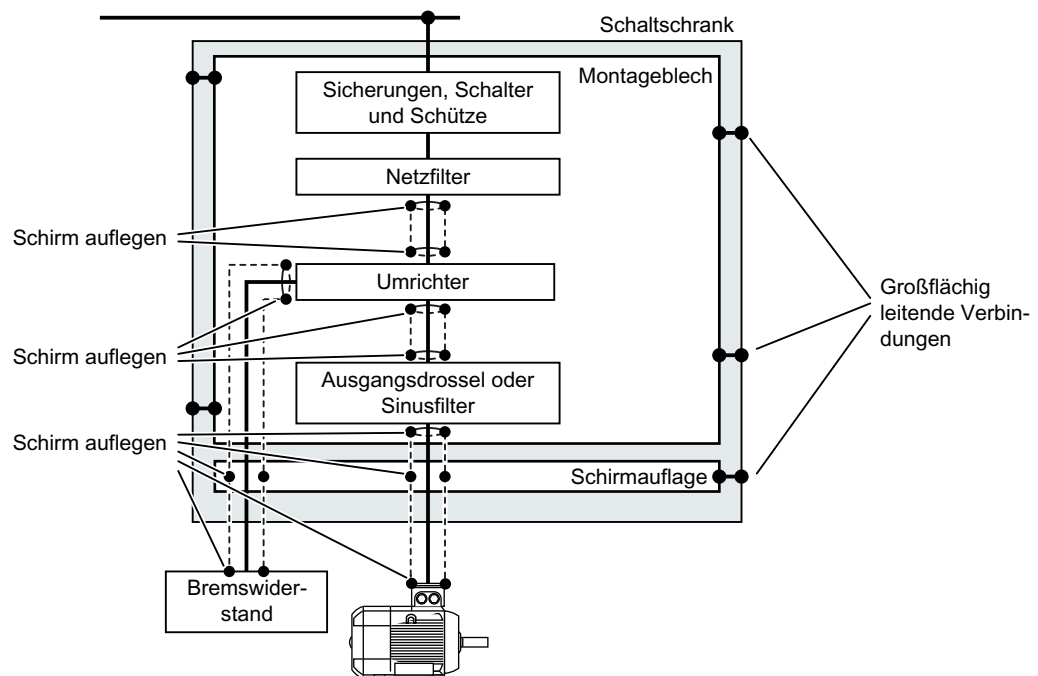 Schaltschrank
Montageblech
Sicherungen, Schalter
und Schütze
Netzfilter
Schirm auflegen
Umrichter
Großflächig
leitende Verbin-
dungen
Schirm auflegen
Ausgangsdrossel oder
Sinusfilter
Schirm auflegen
Schirmauflage
Bremswider-
stand